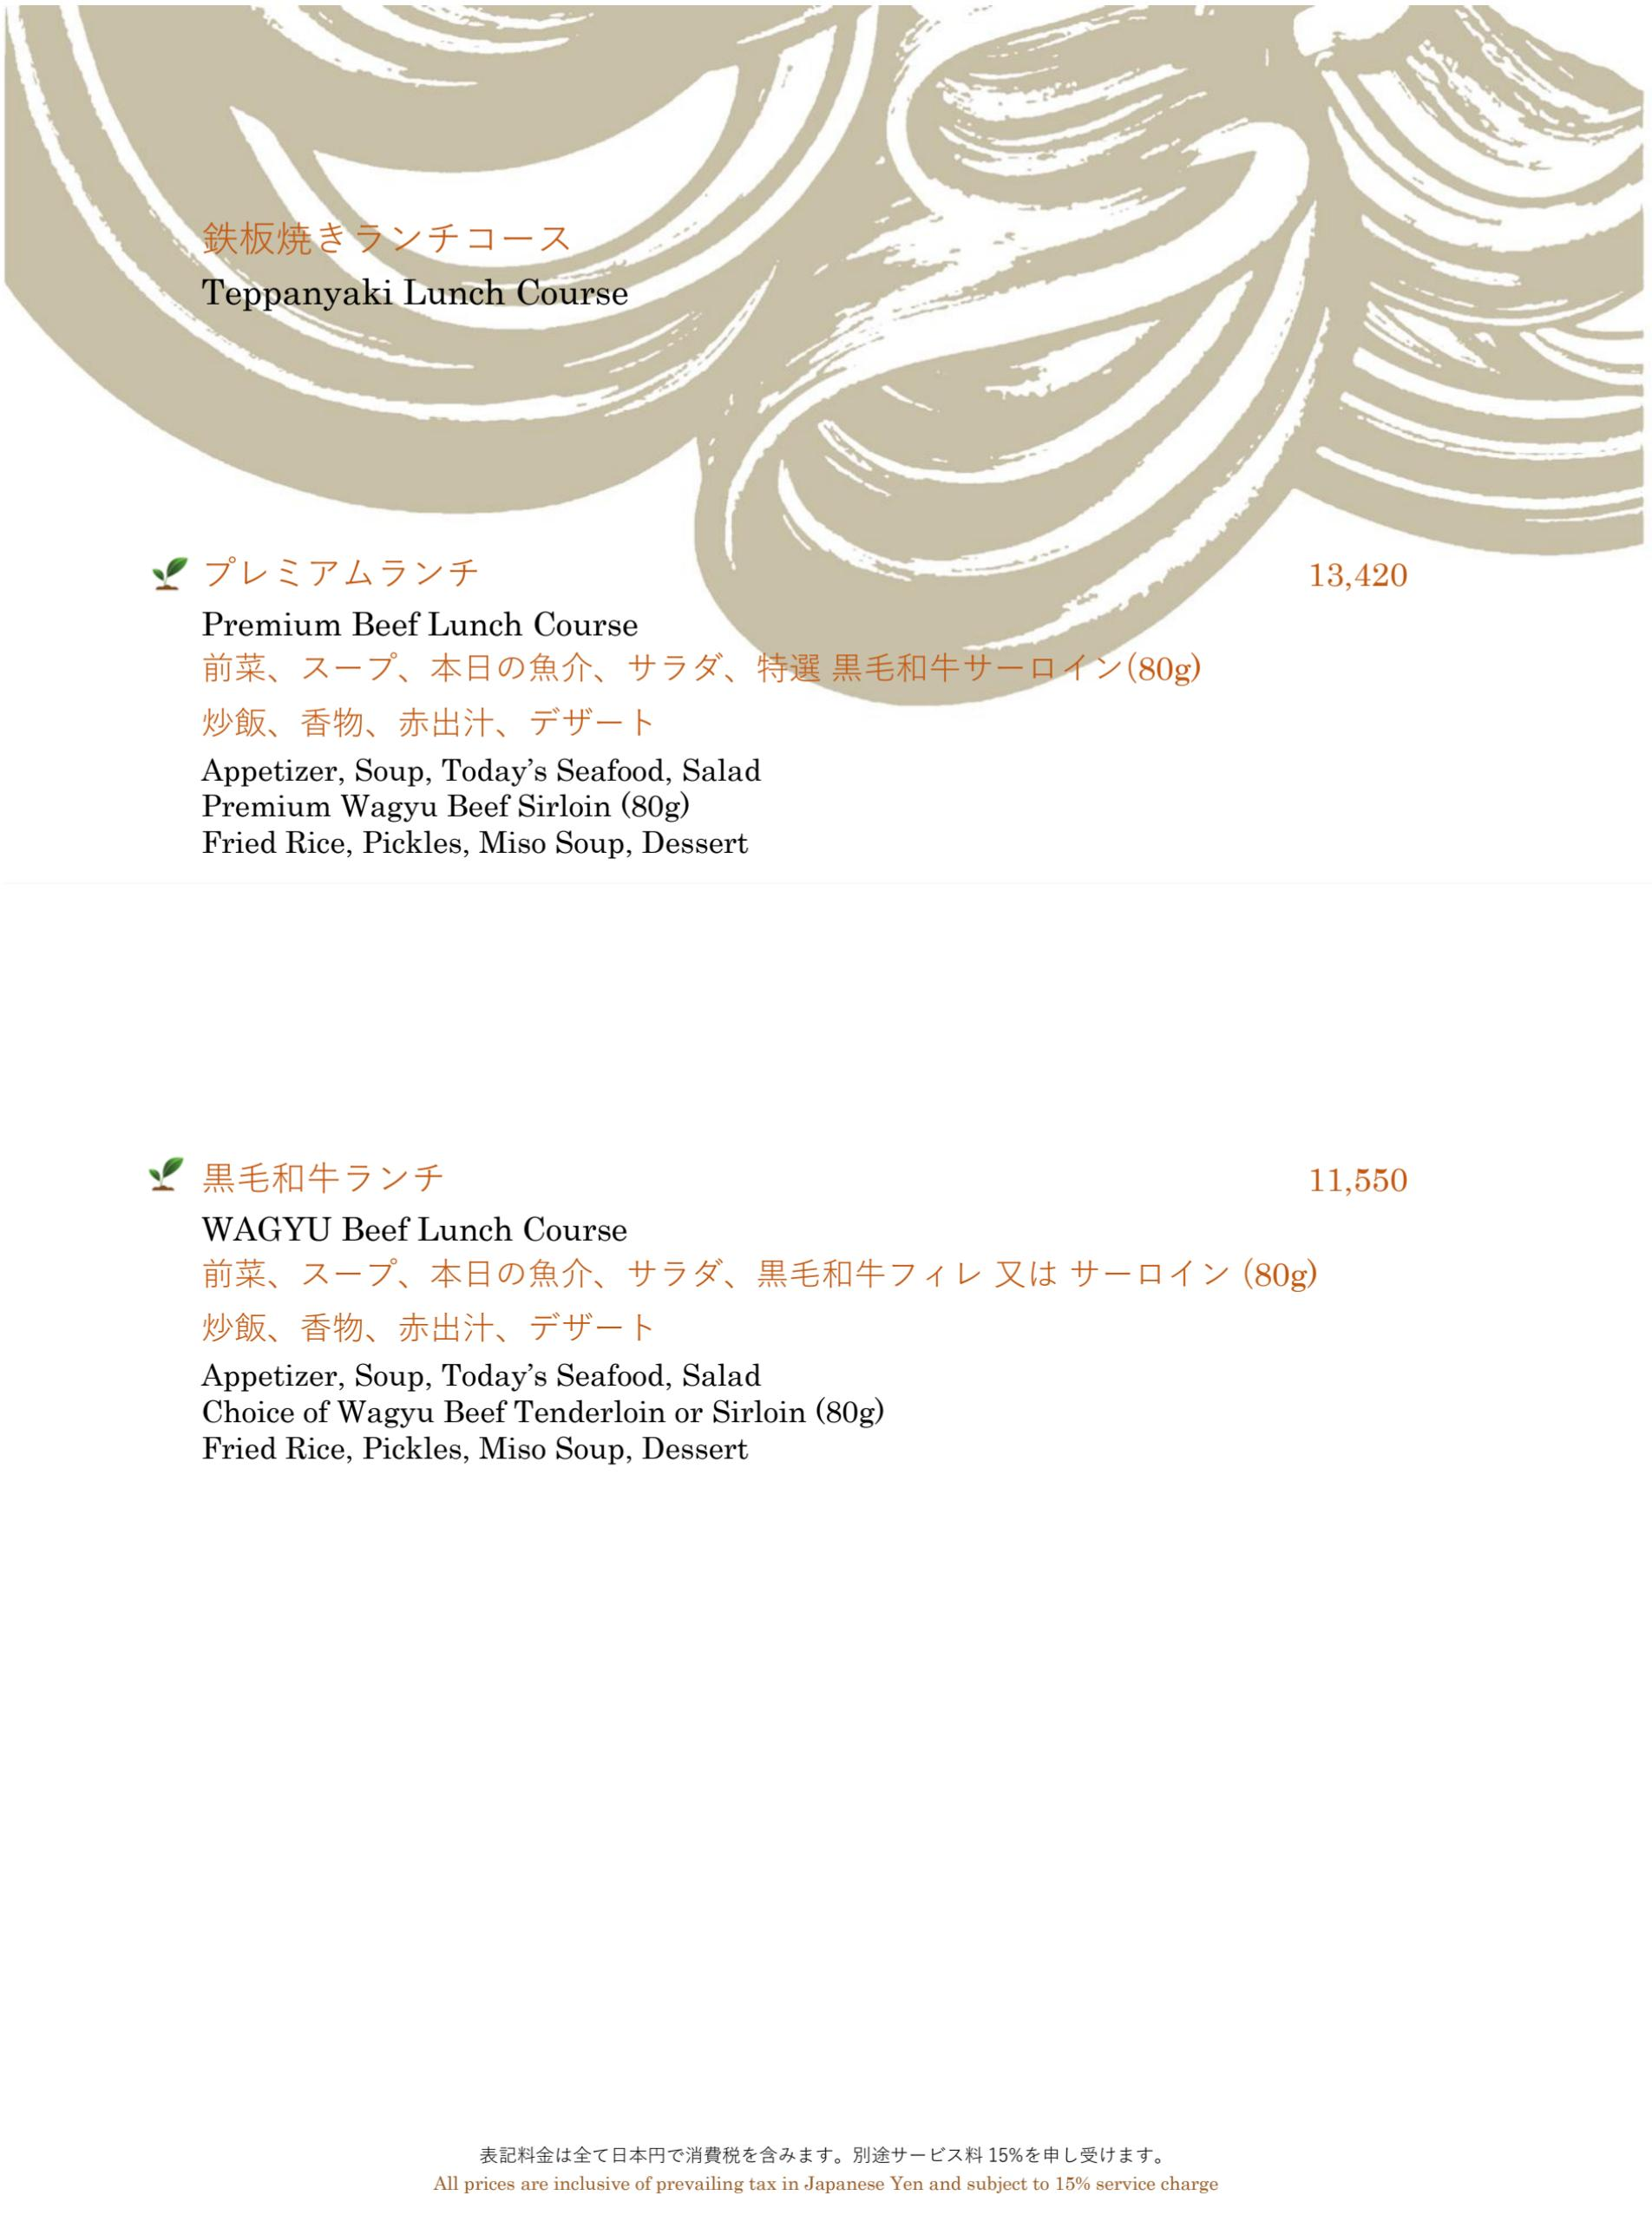 鉄板焼きランチコース
Teppanyaki Lunch Course
プレミアムランチ 13,420
Premium Beef Lunch Course
前菜、スープ、本日の魚介、サラダ、特選 黒毛和牛サーロイン(80g)
炒飯、香物、赤出汁、デザート
Appetizer, Soup, Today’s Seafood, Salad
Premium Wagyu Beef Sirloin (80g)
Fried Rice, Pickles, Miso Soup, Dessert
黒毛和牛ランチ 11,550
WAGYU Beef Lunch Course
前菜、スープ、本日の魚介、サラダ、黒毛和牛フィレ 又は サーロイン (80g)
炒飯、香物、赤出汁、デザート
Appetizer, Soup, Today’s Seafood, Salad
Choice of Wagyu Beef Tenderloin or Sirloin (80g)
Fried Rice, Pickles, Miso Soup, Dessert
表記料金は全て日本円で消費税を含みます。別途サービス料 15%を申し受けます。
All prices are inclusive of prevailing tax in Japanese Yen and subject to 15% service charge